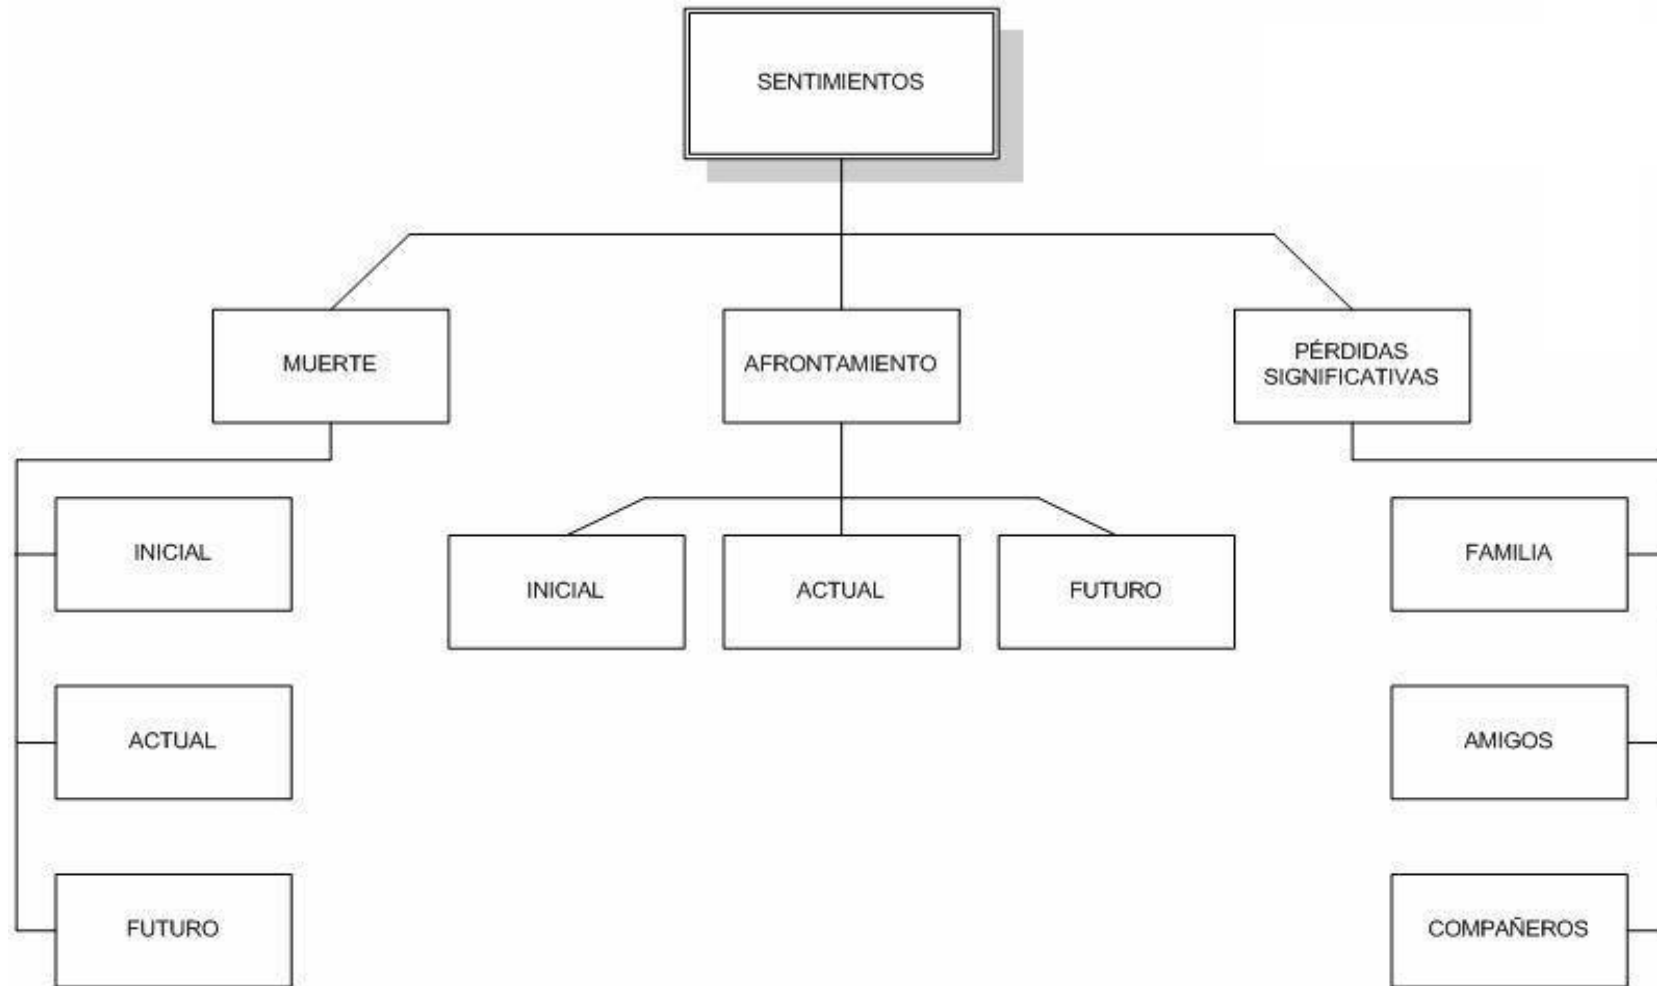 SENTIMIENTOS
MUERTE
AFRONTAMIENTO
PÉRDIDAS
SIGNIFICATIVAS
INICIAL
ACTUAL
FUTURO
INICIAL
ACTUAL
FUTURO
FAMILIA
AMIGOS
COMPAÑEROS